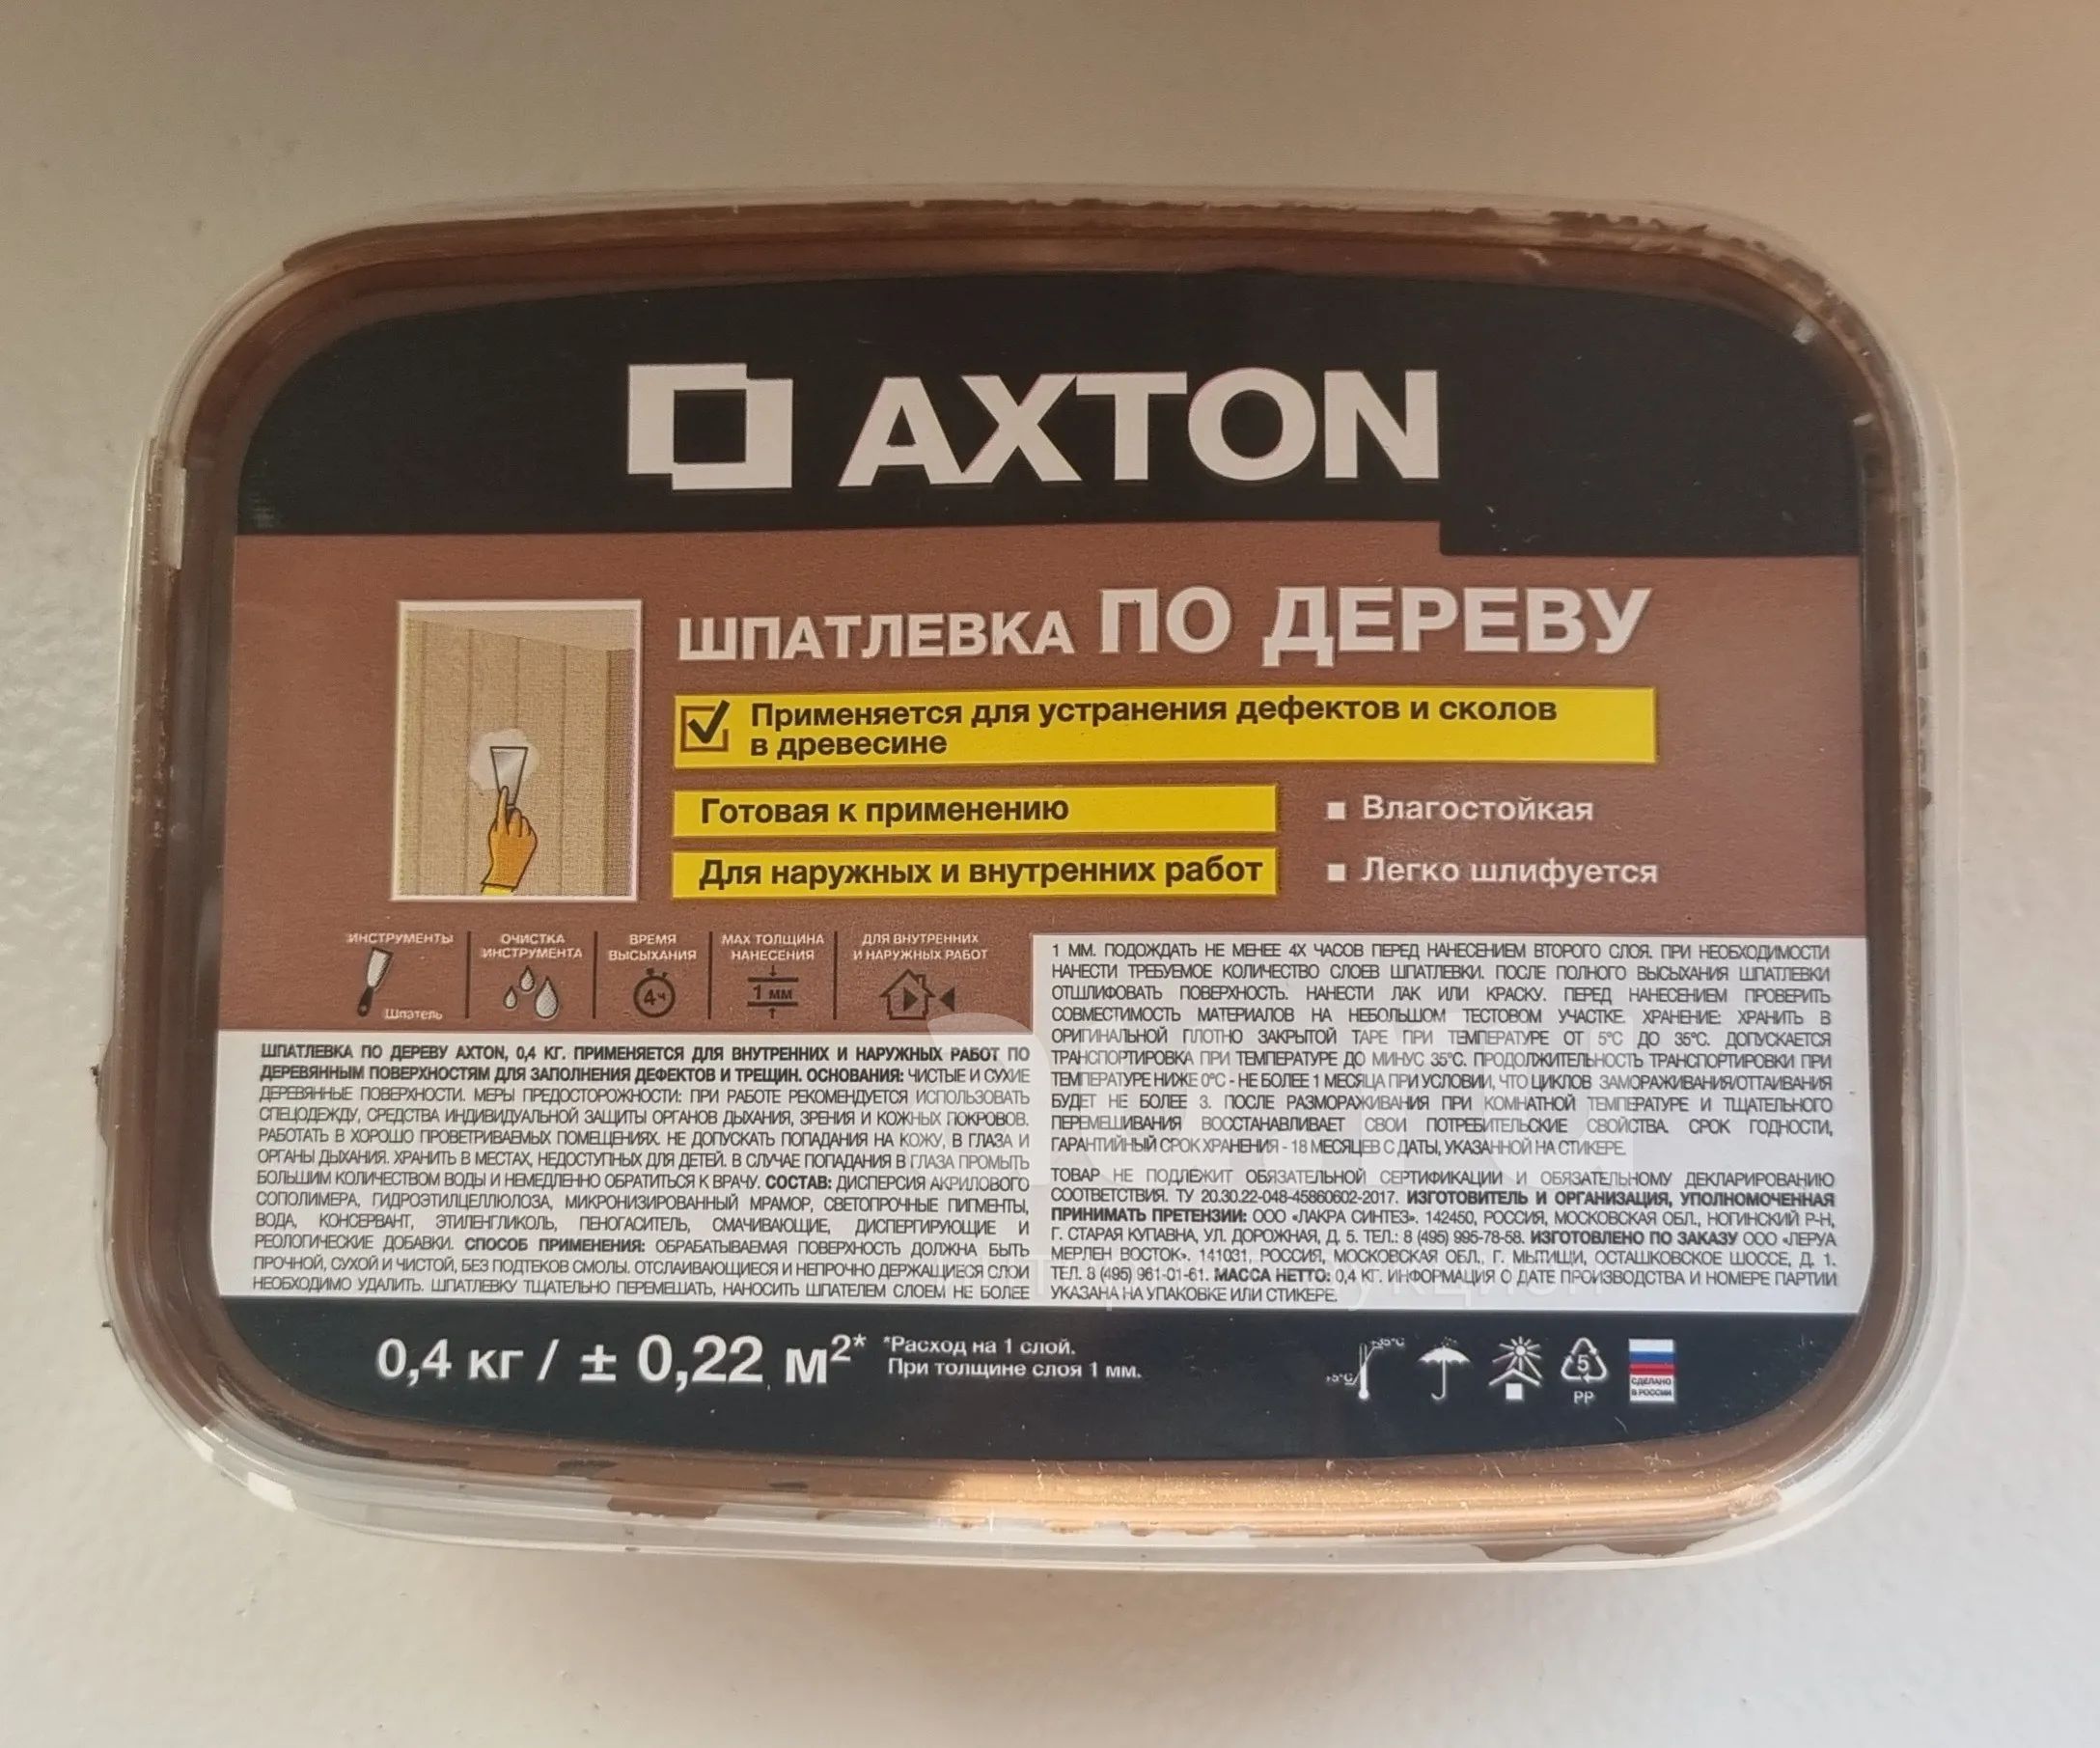 AXTON
ШПАТЛЕВКА ПО ДЕРЕВУ
Применяется для устранения дефектов и сколов
в древесине
Готовая к применению
Влагостойкая
Для наружных и внутренних работ
Легко шлифуется
ИНСТРУМЕНТЫ
Шпатель
ОЧИСТКА
ИНСТРУМЕНТА
ВРЕМЯ
ВЫСЫХАНИЯ
4ч
МАХ ТОЛЩИНА
НАНЕСЕНИЯ
1 мм
ДЛЯ ВНУТРЕННИХ
И НАРУЖНЫХ РАБОТ
ШПАТЛЕВКА ПО ДЕРЕВУ AXTON, 0,4 КГ. ПРИМЕНЯЕТСЯ ДЛЯ ВНУТРЕННИХ И НАРУЖНЫХ РАБОТ ПО
ДЕРЕВЯННЫМ ПОВЕРХНОСТЯМ ДЛЯ ЗАПОЛНЕНИЯ ДЕФЕКТОВ И ТРЕЩИН. ОСНОВАНИЯ: ЧИСТЫЕ И СУХИЕ
ДЕРЕВЯННЫЕ ПОВЕРХНОСТИ. МЕРЫ ПРЕДОСТОРОЖНОСТИ: ПРИ РАБОТЕ РЕКОМЕНДУЕТСЯ ИСПОЛЬЗОВАТЬ
СПЕЦОДЕЖДУ, СРЕДСТВА ИНДИВИДУАЛЬНОЙ ЗАЩИТЫ ОРГАНОВ ДЫХАНИЯ, ЗРЕНИЯ И КОЖНЫХ ПОКРОВОВ.
РАБОТАТЬ В ХОРОШО ПРОВЕТРИВАЕМЫХ ПОМЕЩЕНИЯХ. НЕ ДОПУСКАТЬ ПОПАДАНИЯ НА КОЖУ, В ГЛАЗА И
ОРГАНЫ ДЫХАНИЯ. ХРАНИТЬ В МЕСТАХ, НЕДОСТУПНЫХ ДЛЯ ДЕТЕЙ. В СЛУЧАЕ ПОПАДАНИЯ В ГЛАЗА ПРОМЫТЬ
БОЛЬШИМ КОЛИЧЕСТВОМ ВОДЫ И НЕМЕДЛЕННО ОБРАТИТЬСЯ К ВРАЧУ. СОСТАВ: ДИСПЕРСИЯ АКРИЛОВОГО
СОПОЛИМЕРА, ГИДРОЭТИЛЦЕЛЛЮЛОЗА, МИКРОНИЗИРОВАННЫЙ МРАМОР, СВЕТОПРОЧНЫЕ ПИГМЕНТЫ,
ВОДА, КОНСЕРВАНТ, ЭТИЛЕНГЛИКОЛЬ, ПЕНОГАСИТЕЛЬ, СМАЧИВАЮЩИЕ, ДИСПЕРГИРУЮЩИЕ И
РЕОЛОГИЧЕСКИЕ ДОБАВКИ. СПОСОБ ПРИМЕНЕНИЯ: ОБРАБАТЫВАЕМАЯ ПОВЕРХНОСТЬ ДОЛЖНА БЫТЬ
ПРОЧНОЙ, СУХОЙ И ЧИСТОЙ, БЕЗ ПОДТЕКОВ СМОЛЫ. ОТСЛАИВАЮЩИЕСЯ И НЕПРОЧНО ДЕРЖАЩИЕСЯ СЛОИ
НЕОБХОДИМО УДАЛИТЬ. ШПАТЛЕВКУ ТЩАТЕЛЬНО ПЕРЕМЕШАТЬ, НАНОСИТЬ ШПАТЕЛЕМ СЛОЕМ НЕ БОЛЕЕ
1 ММ. ПОДОЖДАТЬ НЕ МЕНЕЕ 4Х ЧАСОВ ПЕРЕД НАНЕСЕНИЕМ ВТОРОГО СЛОЯ. ПРИ НЕОБХОДИМОСТИ
НАНЕСТИ ТРЕБУЕМОЕ КОЛИЧЕСТВО СЛОЕВ ШПАТЛЕВКИ. ПОСЛЕ ПОЛНОГО ВЫСЫХАНИЯ ШПАТЛЕВКИ
ОТШЛИФОВАТЬ ПОВЕРХНОСТЬ. НАНЕСТИ ЛАК ИЛИ КРАСКУ. ПЕРЕД НАНЕСЕНИЕМ ПРОВЕРИТЬ
СОВМЕСТИМОСТЬ МАТЕРИАЛОВ НА НЕБОЛЬШОМ ТЕСТОВОМ УЧАСТКЕ. ХРАНЕНИЕ: ХРАНИТЬ В
ОРИГИНАЛЬНОЙ ПЛОТНО ЗАКРЫТОЙ ТАРЕ ПРИ ТЕМПЕРАТУРЕ ОТ 5°С ДО 35°С. ДОПУСКАЕТСЯ
ТРАНСПОРТИРОВКА ПРИ ТЕМПЕРАТУРЕ ДО МИНУС 35°С. ПРОДОЛЖИТЕЛЬНОСТЬ ТРАНСПОРТИРОВКИ ПРИ
ТЕМПЕРАТУРЕ НИЖЕ 0°С - НЕ БОЛЕЕ 1 МЕСЯЦА ПРИ УСЛОВИИ, ЧТО ЦИКЛОВ ЗАМОРАЖИВАНИЯ/ОТТАИВАНИЯ
БУДЕТ НЕ БОЛЕЕ 3. ПОСЛЕ РАЗМОРАЖИВАНИЯ ПРИ КОМНАТНОЙ ТЕМПЕРАТУРЕ И ТЩАТЕЛЬНОГО
ПЕРЕМЕШИВАНИЯ ВОССТАНАВЛИВАЕТ СВОИ ПОТРЕБИТЕЛЬСКИЕ СВОЙСТВА. СРОК ГОДНОСТИ,
ГАРАНТИЙНЫЙ СРОК ХРАНЕНИЯ - 18 МЕСЯЦЕВ С ДАТЫ, УКАЗАННОЙ НА СТИКЕРЕ.
ТОВАР НЕ ПОДЛЕЖИТ ОБЯЗАТЕЛЬНОЙ СЕРТИФИКАЦИИ И ОБЯЗАТЕЛЬНОМУ ДЕКЛАРИРОВАНИЮ
СООТВЕТСТВИЯ. ТУ 20.30.22-048-45860602-2017. ИЗГОТОВИТЕЛЬ И ОРГАНИЗАЦИЯ, УПОЛНОМОЧЕННАЯ
ПРИНИМАТЬ ПРЕТЕНЗИИ: ООО «ЛАКРА СИНТЕЗ». 142450, РОССИЯ, МОСКОВСКАЯ ОБЛ., НОГИНСКИЙ Р-Н,
Г. СТАРАЯ КУПАВНА, УЛ. ДОРОЖНАЯ, Д. 5. ТЕЛ.: 8 (495) 995-78-58. ИЗГОТОВЛЕНО ПО ЗАКАЗУ ООО «ЛЕРУА
МЕРЛЕН ВОСТОК». 141031, РОССИЯ, МОСКОВСКАЯ ОБЛ., Г. МЫТИЩИ, ОСТАШКОВСКОЕ ШОССЕ, Д. 1.
ТЕЛ. 8 (495) 961-01-61. МАССА НЕТТО: 0,4 КГ. ИНФОРМАЦИЯ О ДАТЕ ПРОИЗВОДСТВА И НОМЕРЕ ПАРТИИ
УКАЗАНА НА УПАКОВКЕ ИЛИ СТИКЕРЕ.
0,4 кг / ± 0,22 м²*
*Расход на 1 слой.
При толщине слоя 1 мм.
5
PP
СДЕЛАНО
В РОССИИ